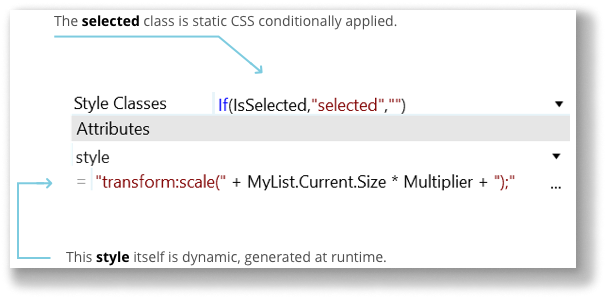 The selected class is static CSS conditionally applied.
Style Classes If(IsSelected,"selected","")
Attributes
style
= "transform:scale(" + MyList.Current.Size * Multiplier + ");" ...
This style itself is dynamic, generated at runtime.